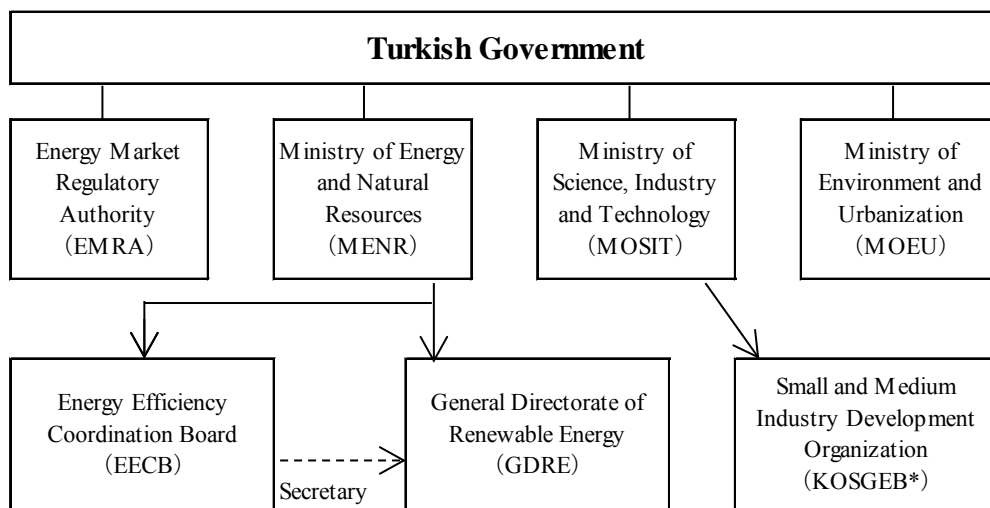 Turkish Government
Energy Market
Regulatory
Authority
(EMRA)
Ministry of Energy
and Natural
Resources
(MENR)
Ministry of
Science, Industry
and Technology
(MOSIT)
Ministry of
Environment and
Urbanization
(MOEU)
Energy Efficiency
Coordination Board
(EECB)
Secretary
General Directorate of
Renewable Energy
(GDRE)
Small and Medium
Industry Development
Organization
(KOSGEB*)